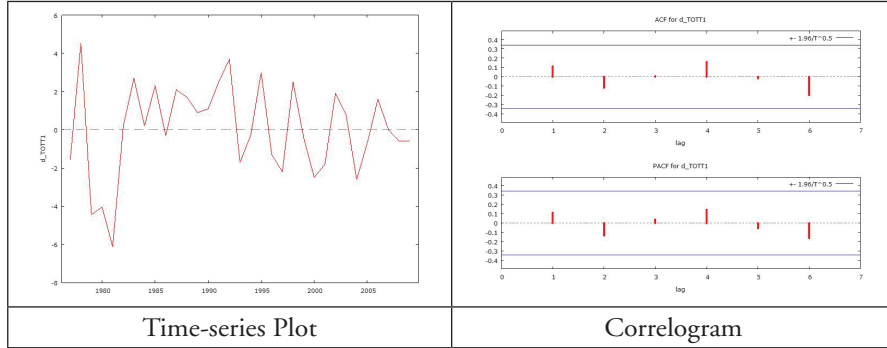 6
4
2
0
-2
-4
-6
-8
d_TOTT1
1980 1985 1990 1995 2000 2005
ACF for d_TOTT1
+- 1.96/T^0.5
0.4
0.3
0.2
0.1
0
-0.1
-0.2
-0.3
-0.4
0 1 2 3 4 5 6 7
lag
PACF for d_TOTT1
+- 1.96/T^0.5
0.4
0.3
0.2
0.1
0
-0.1
-0.2
-0.3
-0.4
0 1 2 3 4 5 6 7
lag
Time-series Plot
Correlogram